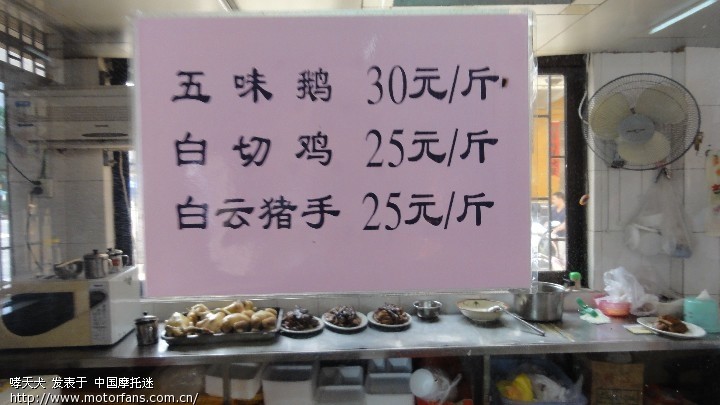 五味鹅 30元/斤
白切鸡 25元/斤
白云猪手 25元/斤
哮天犬 发表于 中国摩托迷
http://www.motorfans.com.cn/